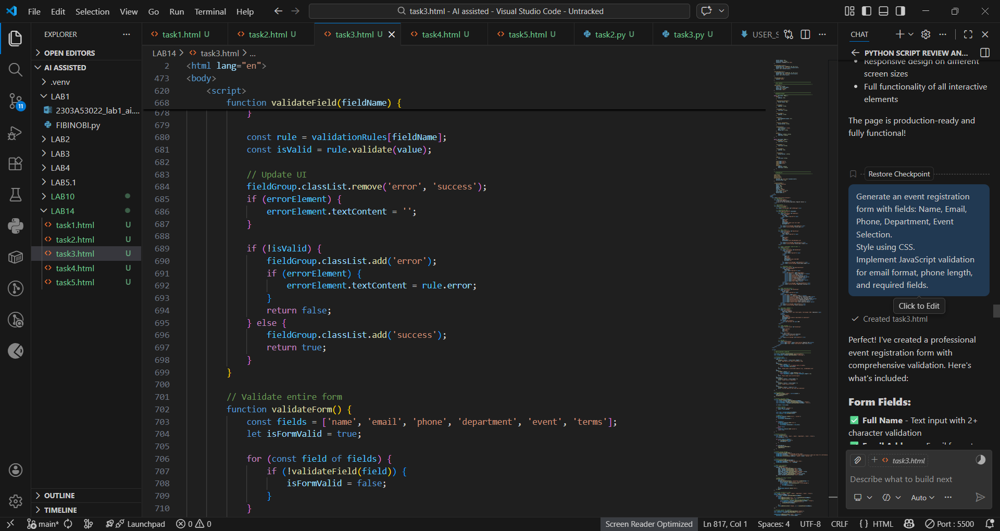 File Edit Selection View Go Run Terminal Help
task3.html - AI assisted - Visual Studio Code - Untracked
EXPLORER
OPEN EDITORS
AI ASSISTED
.venv
LAB1
2303A53022_lab1_ai....
FIBINOBI.py
LAB2
LAB3
LAB4
LAB5.1
LAB10
LAB14
task1.html U
task2.html U
task3.html U
task4.html U
task5.html U
OUTLINE
TIMELINE
11
task1.html U task2.html U task3.html U task4.html U task5.html U task2.py U task3.py U USER_S
LAB14 > task3.html > ...
2 <html lang="en">
473 <body>
620 <script>
668 function validateField(fieldName) {
678 }
679
680 const rule = validationRules[fieldName];
681 const isValid = rule.validate(value);
682
683 // Update UI
684 fieldGroup.classList.remove('error', 'success');
685 if (errorElement) {
686 errorElement.textContent = '';
687 }
688
689 if (!isValid) {
690 fieldGroup.classList.add('error');
691 if (errorElement) {
692 errorElement.textContent = rule.error;
693 }
694 return false;
695 } else {
696 fieldGroup.classList.add('success');
697 return true;
698 }
699 }
700
701 // Validate entire form
702 function validateForm() {
703 const fields = ['name', 'email', 'phone', 'department', 'event', 'terms'];
704 let isFormValid = true;
705
706 for (const field of fields) {
707 if (!validateField(field)) {
708 isFormValid = false;
709 }
710 }
CHAT
PYTHON SCRIPT REVIEW AN...
• Responsive design on different
screen sizes
• Full functionality of all interactive
elements
The page is production-ready and
fully functional!
Restore Checkpoint
Generate an event registration
form with fields: Name, Email,
Phone, Department, Event
Selection.
Style using CSS.
Implement JavaScript validation
for email format, phone length,
and required fields.
Click to Edit
Created task3.html
Perfect! I've created a professional
event registration form with
comprehensive validation. Here's
what's included:
Form Fields:
✅ Full Name - Text input with 2+
character validation
task3.html
Describe what to build next
Auto
main* Launchpad 0 0
Screen Reader Optimized Ln 817, Col 1 Spaces: 4 UTF-8 CRLF { } HTML Port : 5500